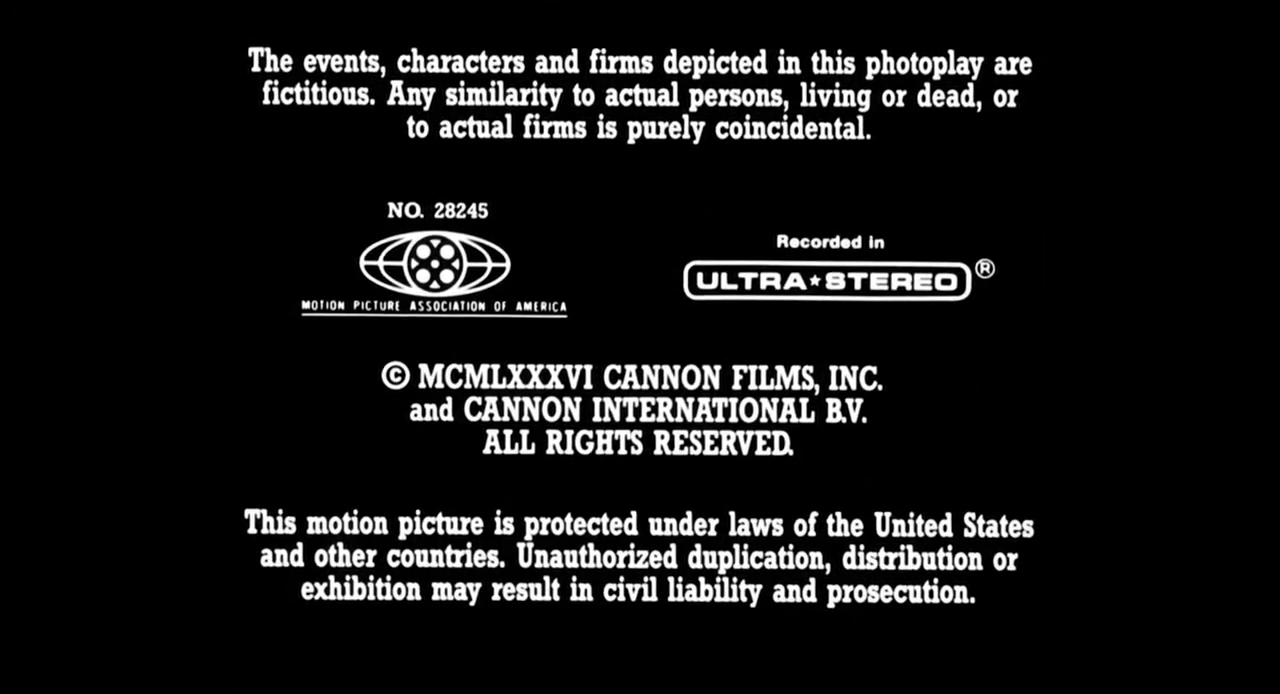 The events, characters and firms depicted in this photoplay are
fictitious. Any similarity to actual persons, living or dead, or
to actual firms is purely coincidental.
NO. 28245
MOTION PICTURE ASSOCIATION OF AMERICA
Recorded in
ULTRA★STEREO®
© MCMLXXXVI CANNON FILMS, INC.
and CANNON INTERNATIONAL B.V.
ALL RIGHTS RESERVED.
This motion picture is protected under laws of the United States
and other countries. Unauthorized duplication, distribution or
exhibition may result in civil liability and prosecution.